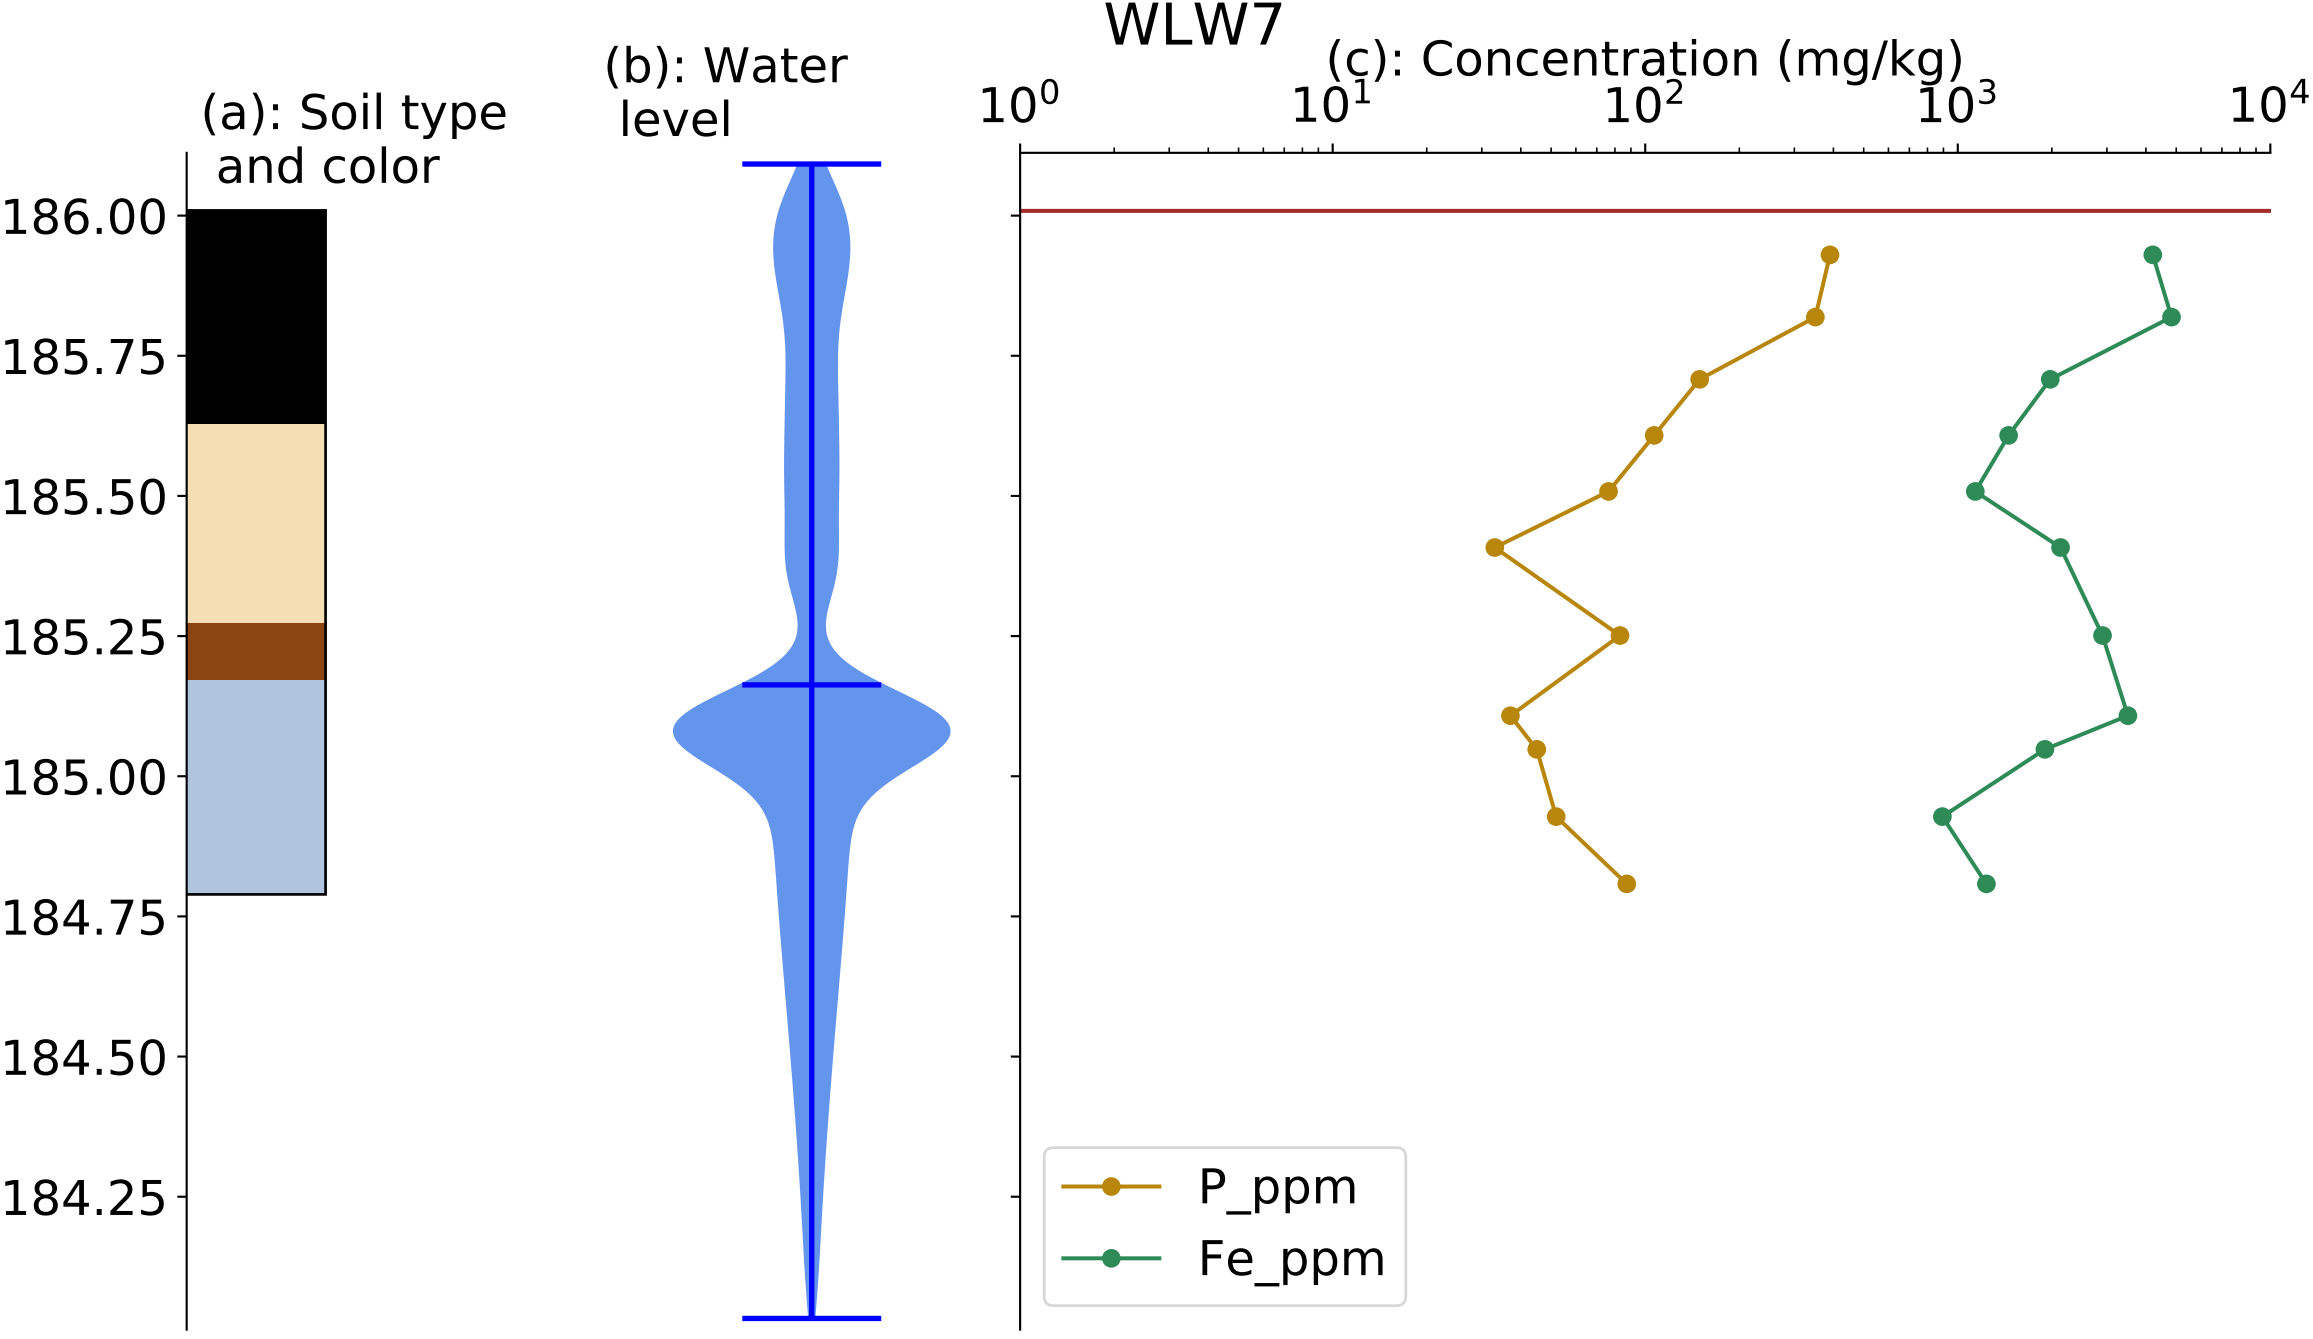 WLW7
(a): Soil type
and color
(b): Water
level
(c): Concentration (mg/kg)
10⁰ 10¹ 10² 10³ 10⁴
186.00
185.75
185.50
185.25
185.00
184.75
184.50
184.25
P_ppm
Fe_ppm